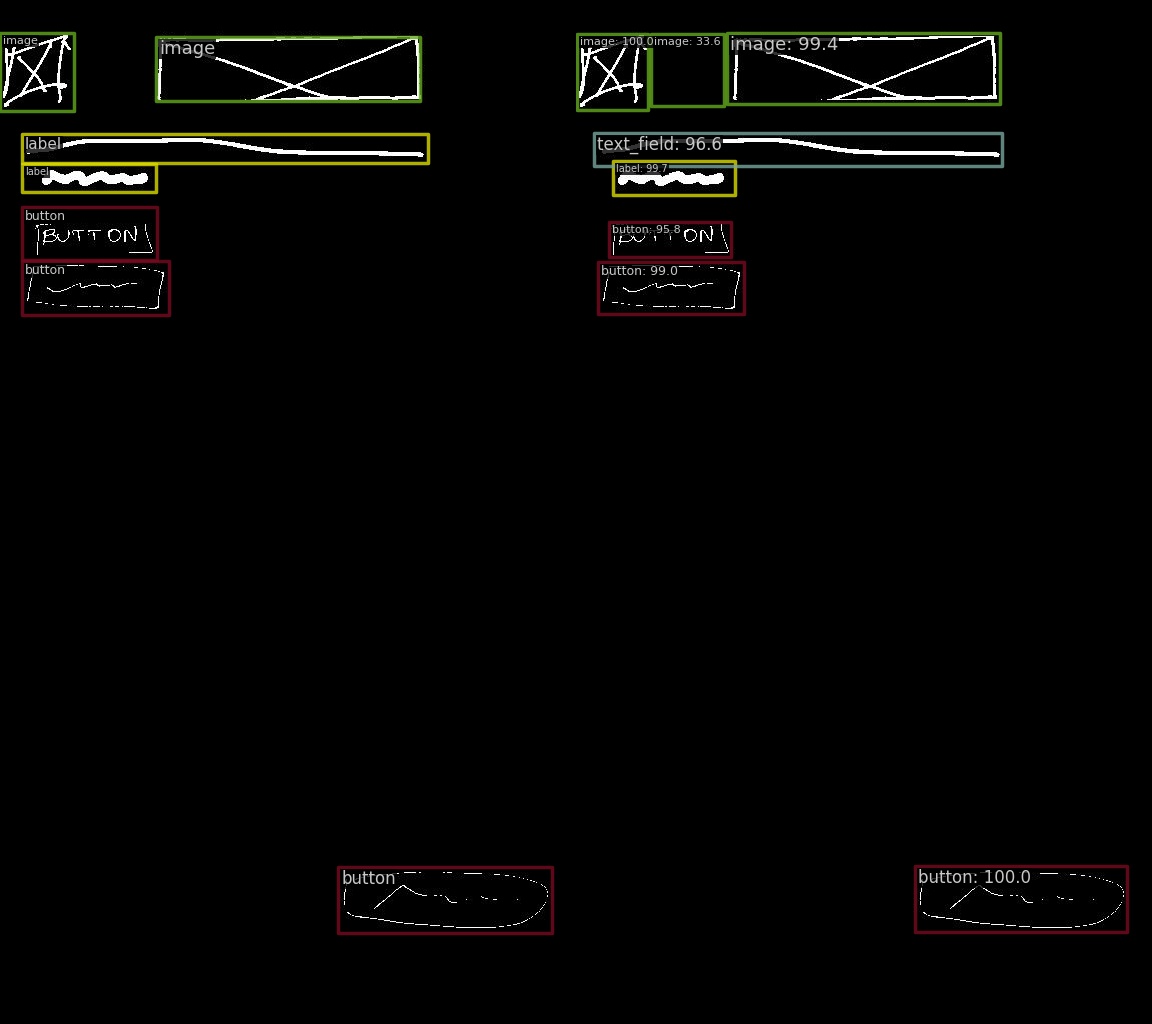 image image: 100.0 image: 33.6 image: 99.4
image
label text_field: 96.6
label label: 99.7
button
BUTTON button: 95.8
BUTTON
button button: 99.0
button button: 100.0